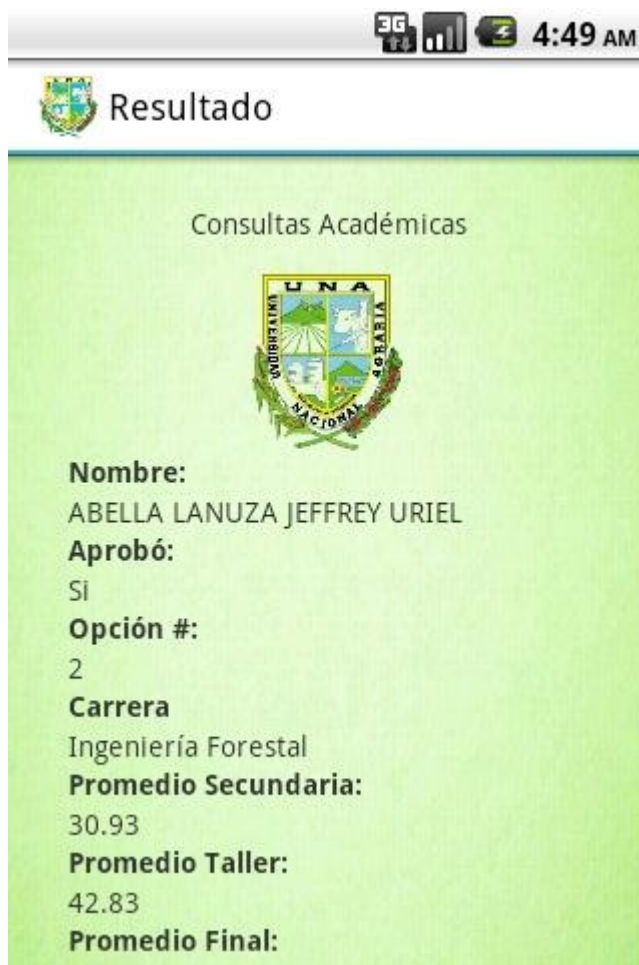 3G 4:49 AM
Resultado
Consultas Académicas
U N A
UNIVERSIDAD
AGRARIA
NACIONAL
Nombre:
ABELLA LANUZA JEFFREY URIEL
Aprobó:
Si
Opción #:
2
Carrera
Ingeniería Forestal
Promedio Secundaria:
30.93
Promedio Taller:
42.83
Promedio Final: